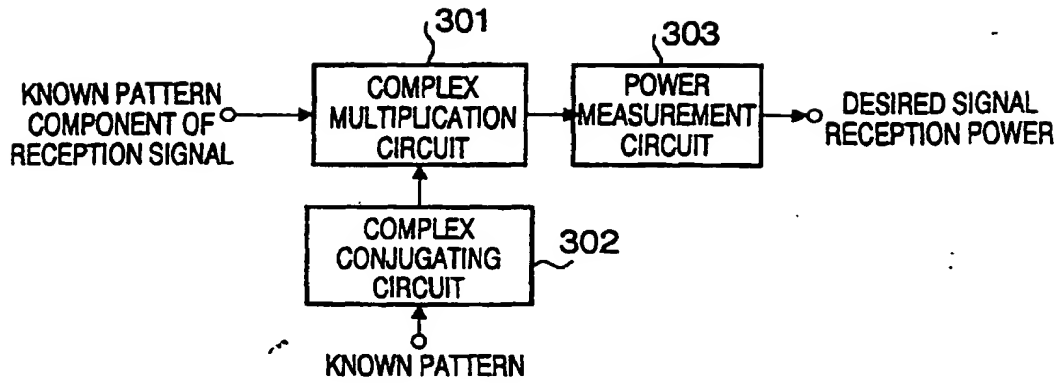 301
303
KNOWN PATTERN
COMPONENT OF
RECEPTION SIGNAL
COMPLEX
MULTIPLICATION
CIRCUIT
POWER
MEASUREMENT
CIRCUIT
DESIRED SIGNAL
RECEPTION POWER
COMPLEX
CONJUGATING
CIRCUIT
302
KNOWN PATTERN